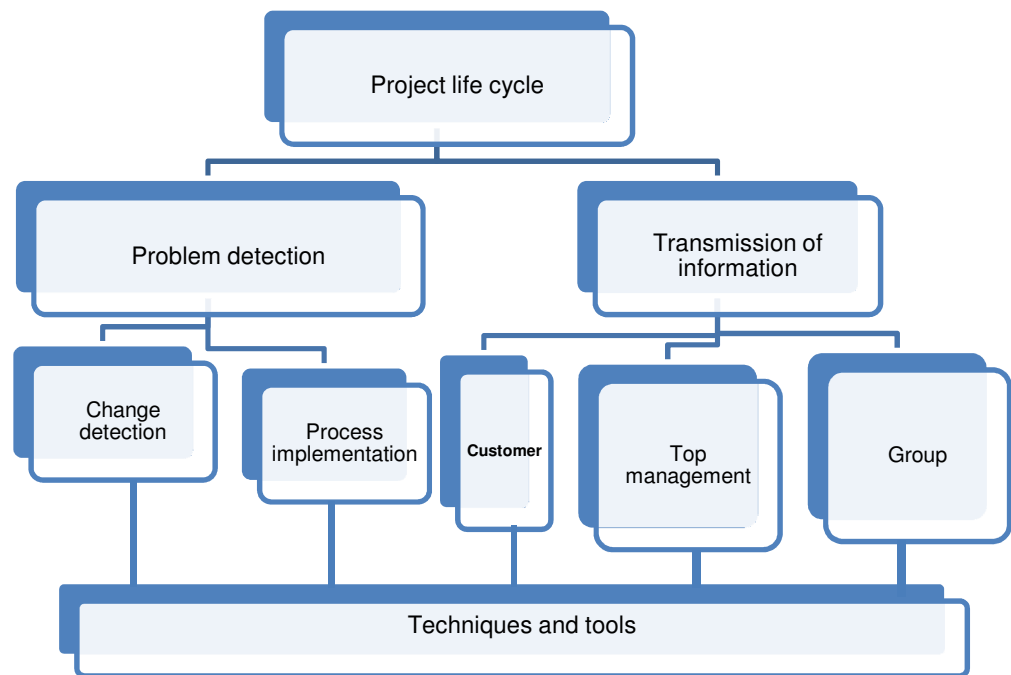 Project life cycle
Problem detection
Transmission of
information
Change
detection
Process
implementation
Customer
Top
management
Group
Techniques and tools